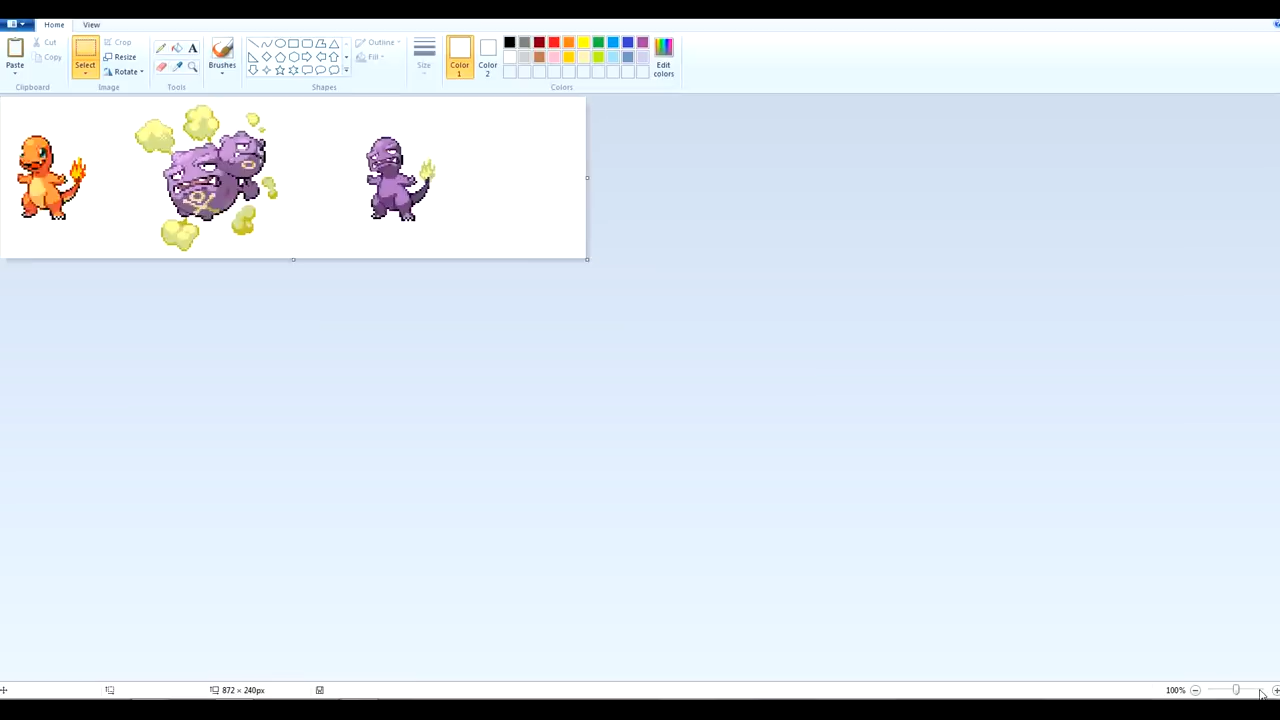 Home View
Paste
Cut
Copy
Clipboard
Select
Crop
Resize
Rotate
Image
A
Tools
Brushes
Outline
Fill
Shapes
Size
Color 1
Color 2
Edit colors
Colors
872 × 240px
100%